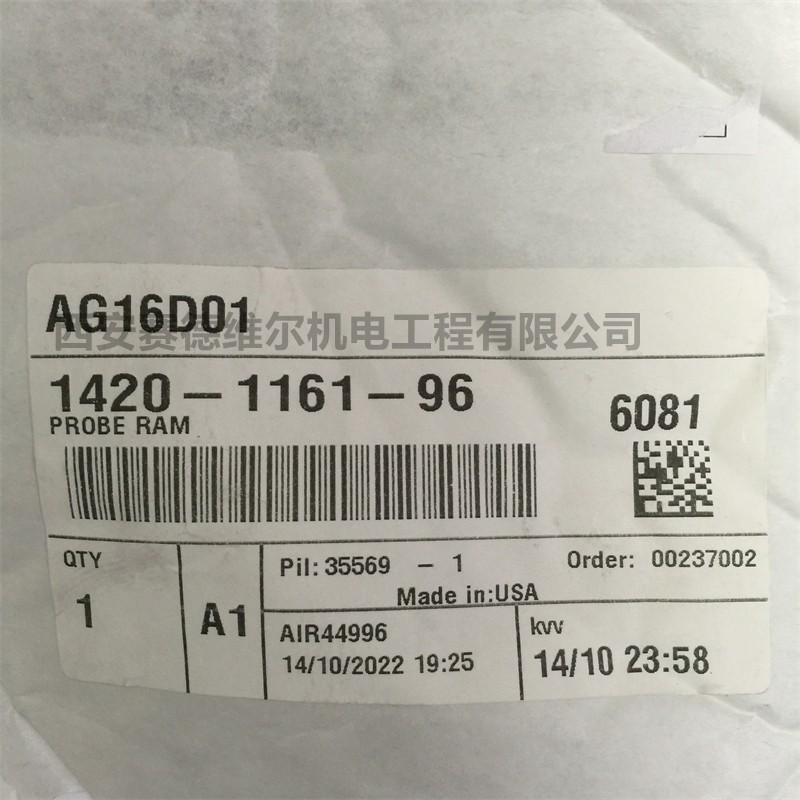 AG16D01
西安赛德维尔机电工程有限公司
1420-1161-96
PROBE RAM
6081
QTY
1
A1
Pil: 35569 - 1
Order: 00237002
Made in:USA
AIR44996
14/10/2022 19:25
kvv
14/10 23:58